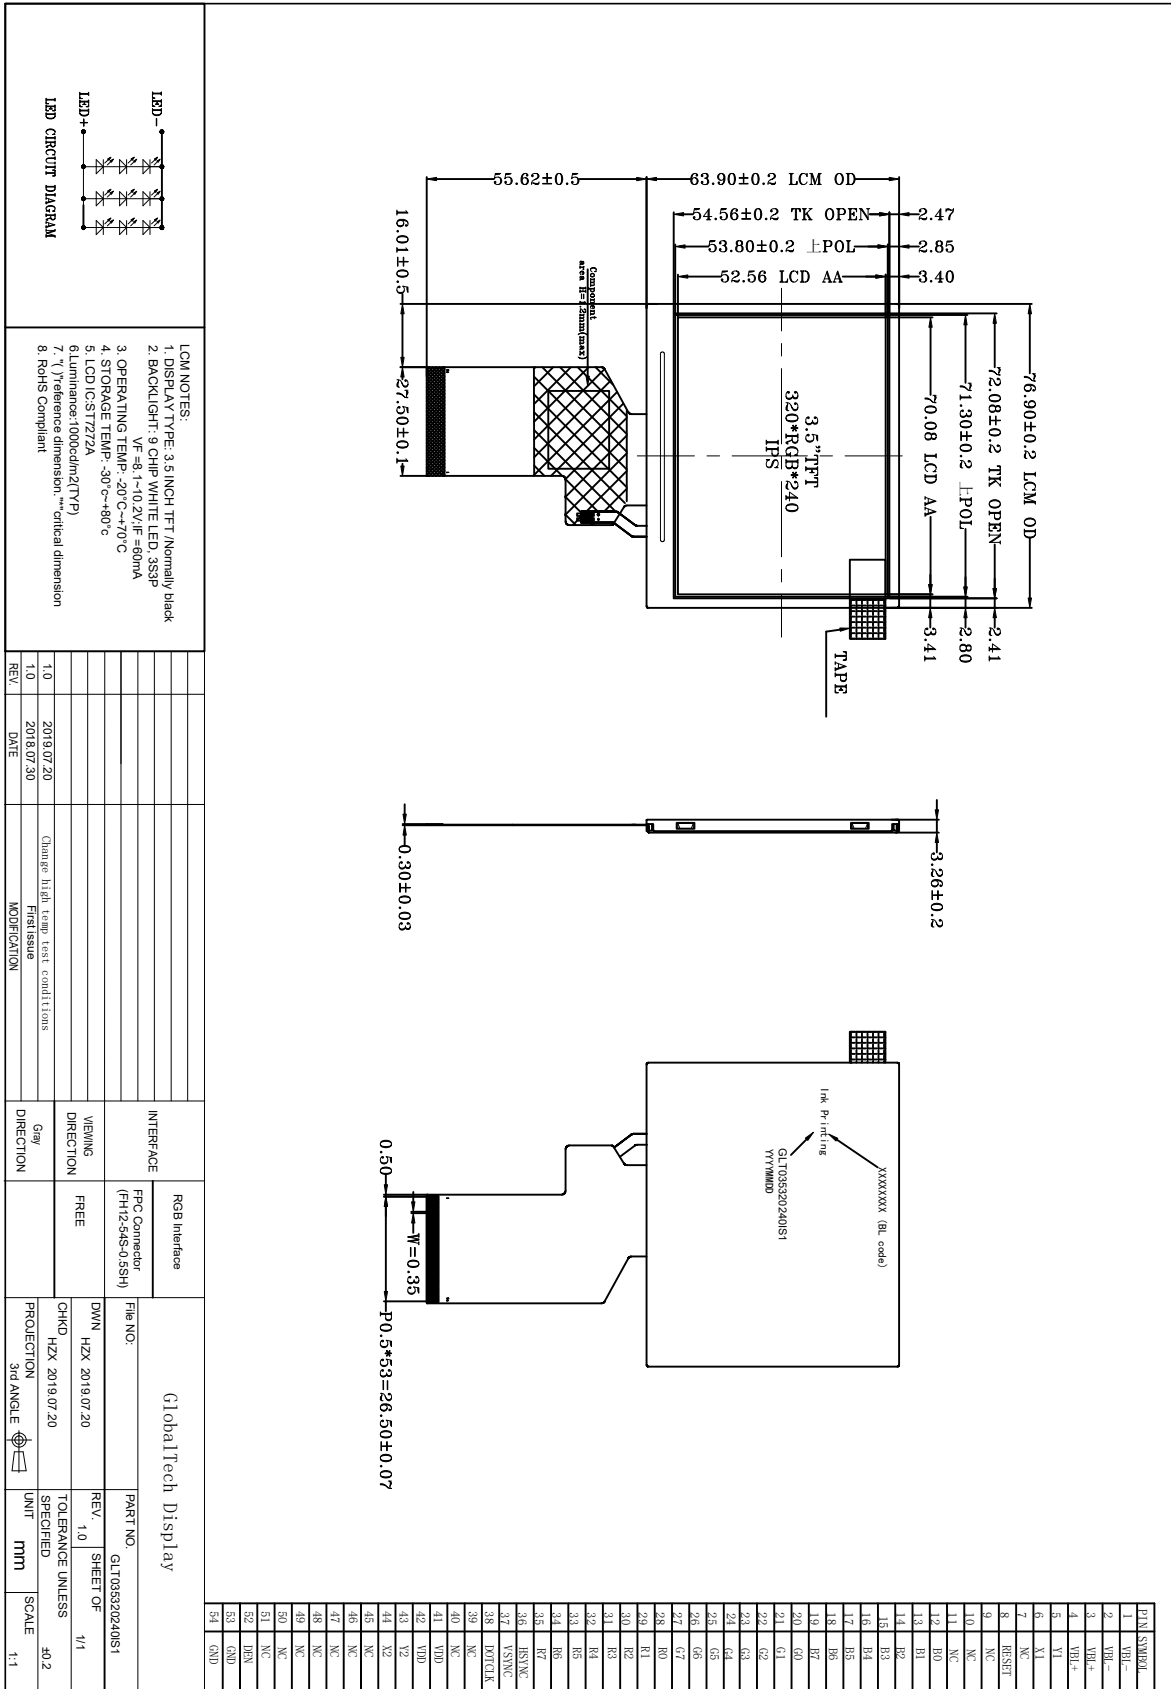 PIN SYMBOL
1 VBL-
2 VBL-
3 VBL+
4 VBL+
5 Y1
6 X1
7 NC
8 RESET
9 NC
10 NC
11 NC
12 B0
13 B1
14 B2
15 B3
16 B4
17 B5
18 B6
19 B7
20 G0
21 G1
22 G2
23 G3
24 G4
25 G5
26 G6
27 G7
28 R0
29 R1
30 R2
31 R3
32 R4
33 R5
34 R6
35 R7
36 HSYNC
37 VSYNC
38 DOTCLK
39 NC
40 NC
41 VDD
42 VDD
43 Y2
44 X2
45 NC
46 NC
47 NC
48 NC
49 NC
50 NC
51 NC
52 DEN
53 GND
54 GND
76.90±0.2 LCM OD
72.08±0.2 TK OPEN
2.41
71.30±0.2 上POL
2.80
70.08 LCD AA
3.41
63.90±0.2 LCM OD
54.56±0.2 TK OPEN
2.47
53.80±0.2 上POL
2.85
52.56 LCD AA
3.40
55.62±0.5
16.01±0.5
27.50±0.1
3.5"TFT
320*RGB*240
IPS
Component
area H=1.2mm(max)
TAPE
3.26±0.2
0.30±0.03
XXXXXXXX (BL code)
Ink Printing
GLT035320240IS1
YYYYMMDD
0.50
W=0.35
P0.5*53=26.50±0.07
LED-
LED+
LED CIRCUIT DIAGRAM
LCM NOTES:
1. DISPLAY TYPE: 3.5 INCH TFT /Normally black
2. BACKLIGHT: 9 CHIP WHITE LED, 3S3P
VF =8.1~10.2V;IF =60mA
3. OPERATING TEMP: -20°C~+70°C
4. STORAGE TEMP: -30°c~+80°c
5. LCD IC:ST7272A
6.Luminance:1000cd/m2(TYP)
7. "( )"reference dimension,"*"critical dimension
8. RoHS Compliant
1.0 2019.07.20 Change high temp test conditions
1.0 2018.07.30 First issue
REV. DATE MODIFICATION
INTERFACE
RGB Interface
FPC Connector
(FH12-54S-0.5SH)
VIEWING
DIRECTION
FREE
Gray
DIRECTION
GlobalTech Display
File NO:
PART NO.
GLT035320240IS1
DWN HZX 2019.07.20
REV. 1.0
SHEET OF 1/1
CHKD HZX 2019.07.20
TOLERANCE UNLESS
SPECIFIED ±0.2
PROJECTION
3rd ANGLE
UNIT mm
SCALE 1:1